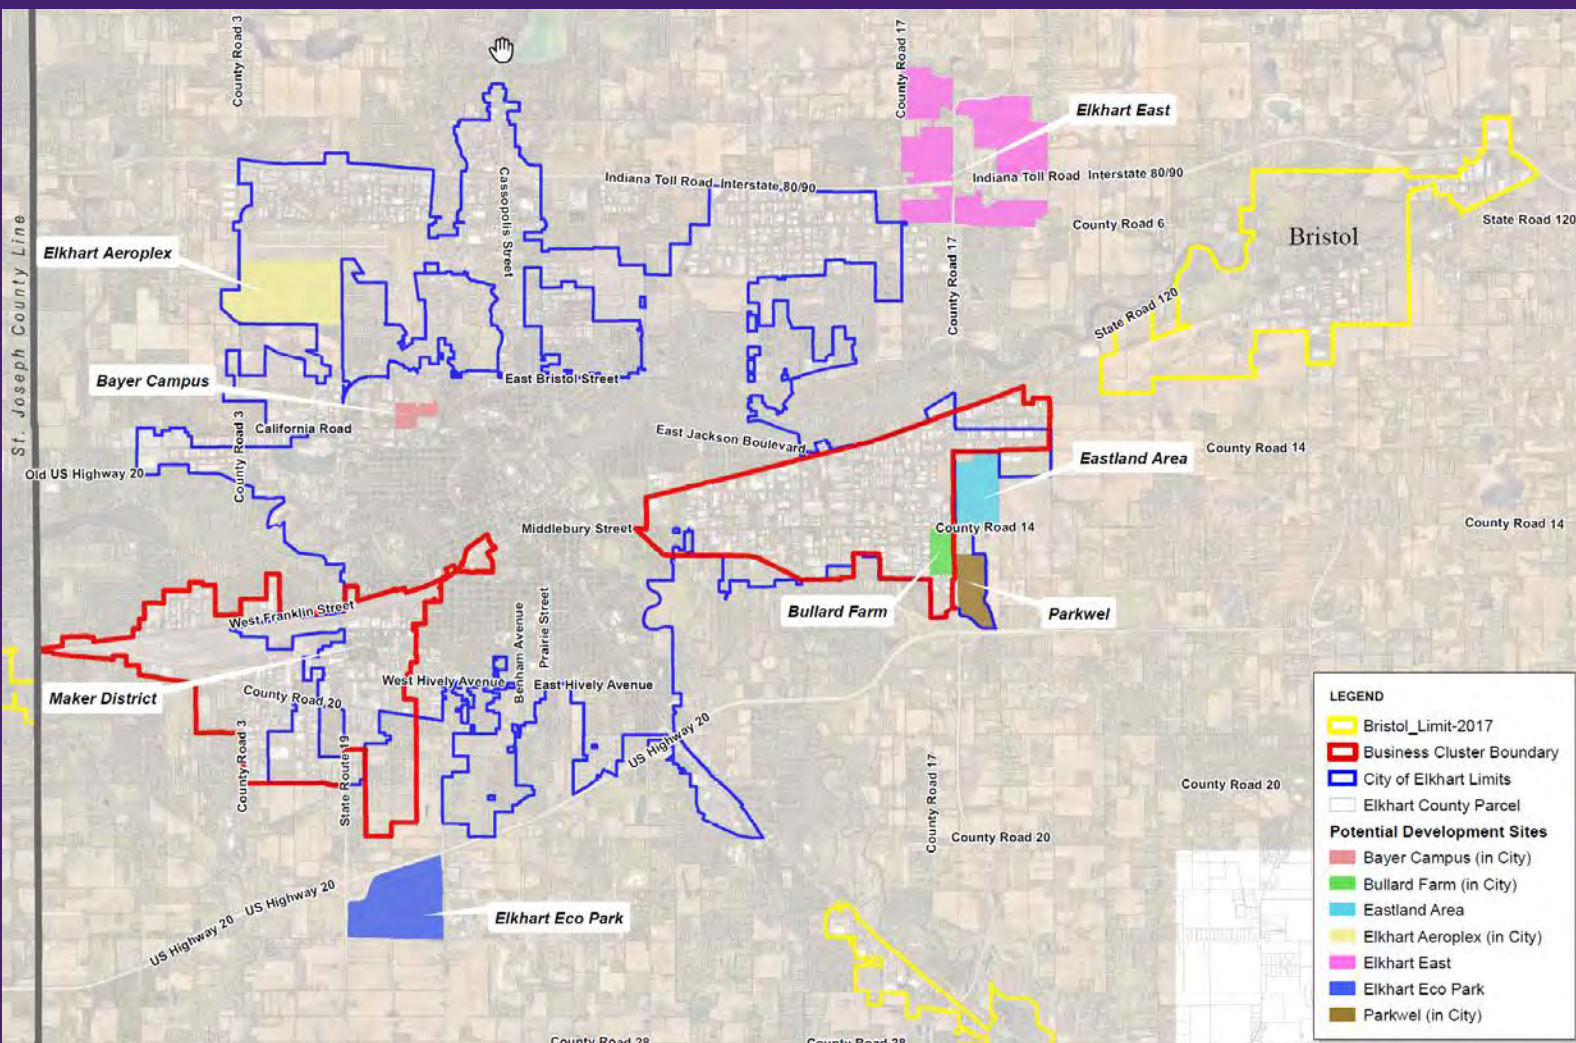 County Road 3
County Road 17
Elkhart East
Indiana Toll Road Interstate 80/90
Indiana Toll Road Interstate 80/90
Cassopolis Street
County Road 6
State Road 120
Bristol
St. Joseph County Line
Elkhart Aeroplex
County Road 17
State Road 120
Bayer Campus
East Bristol Street
County Road 3
California Road
East Jackson Boulevard
Eastland Area
County Road 14
Old US Highway 20
Middlebury Street
County Road 14
County Road 14
West Franklin Street
Bullard Farm
Parkwel
Benham Avenue
Prairie Street
Maker District
County Road 20
West Hively Avenue
East Hively Avenue
County Road 3
State Route 19
US Highway 20
County Road 17
County Road 20
County Road 20
US Highway 20
US Highway 20
Elkhart Eco Park
County Road 28
County Road 28
LEGEND
Bristol_Limit-2017
Business Cluster Boundary
City of Elkhart Limits
Elkhart County Parcel
Potential Development Sites
Bayer Campus (in City)
Bullard Farm (in City)
Eastland Area
Elkhart Aeroplex (in City)
Elkhart East
Elkhart Eco Park
Parkwel (in City)